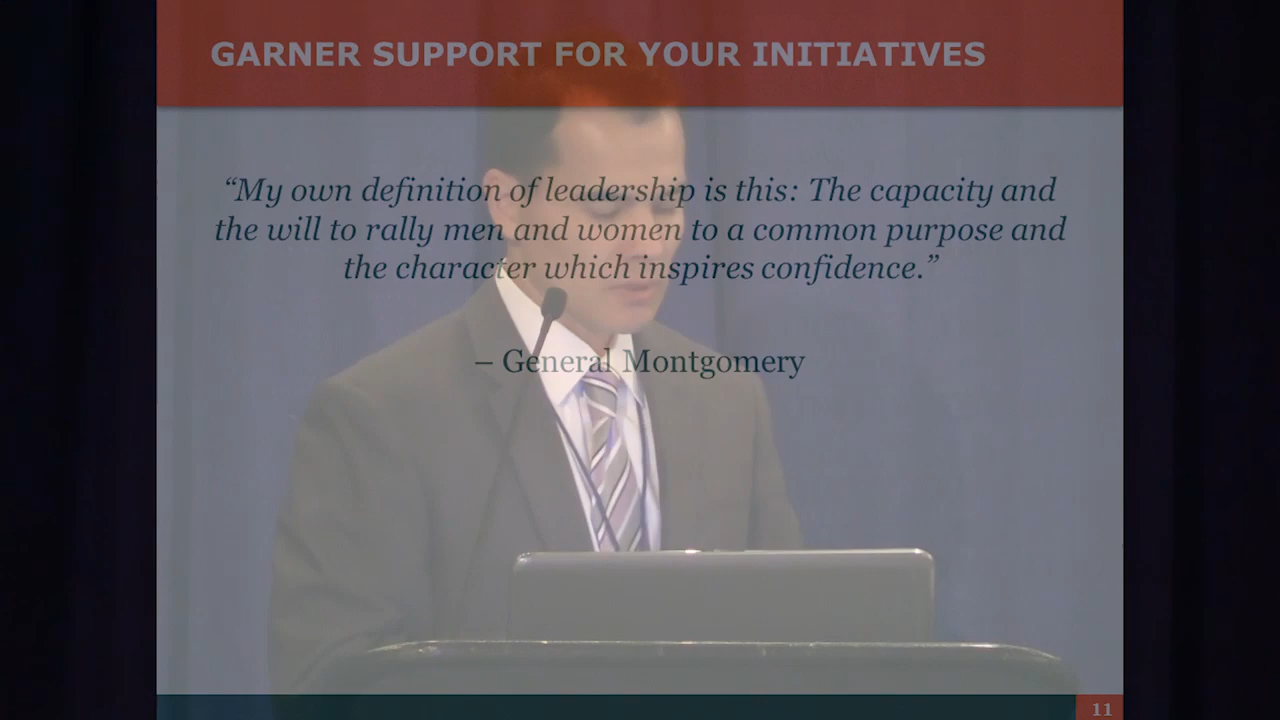 GARNER SUPPORT FOR YOUR INITIATIVES
“My own definition of leadership is this: The capacity and
the will to rally men and women to a common purpose and
the character which inspires confidence.”
– General Montgomery
11